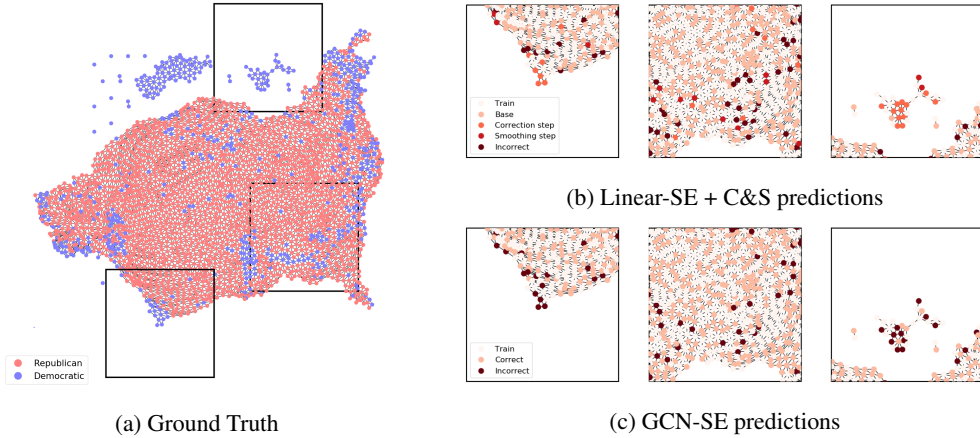 Republican
Democratic
(a) Ground Truth
Train
Base
Correction step
Smoothing step
Incorrect
(b) Linear-SE + C&S predictions
Train
Correct
Incorrect
(c) GCN-SE predictions